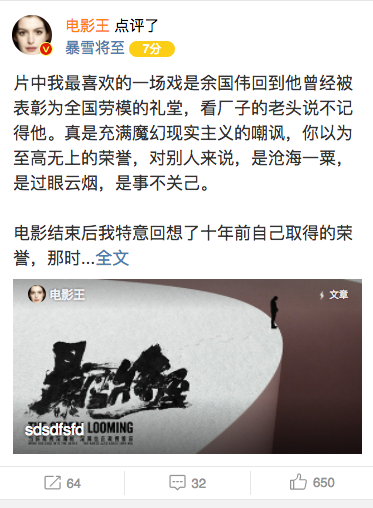 电影王 点评了
暴雪将至 7分
片中我最喜欢的一场戏是余国伟回到他曾经被
表彰为全国劳模的礼堂，看厂子的老头说不记
得他。真是充满魔幻现实主义的嘲讽，你以为
至高无上的荣誉，对别人来说，是沧海一粟，
是过眼云烟，是事不关己。
电影结束后我特意回想了十年前自己取得的荣
誉，那时...全文
电影王
文章
暴雪将至
LOOMING
sdsdfsfd
64
32
650